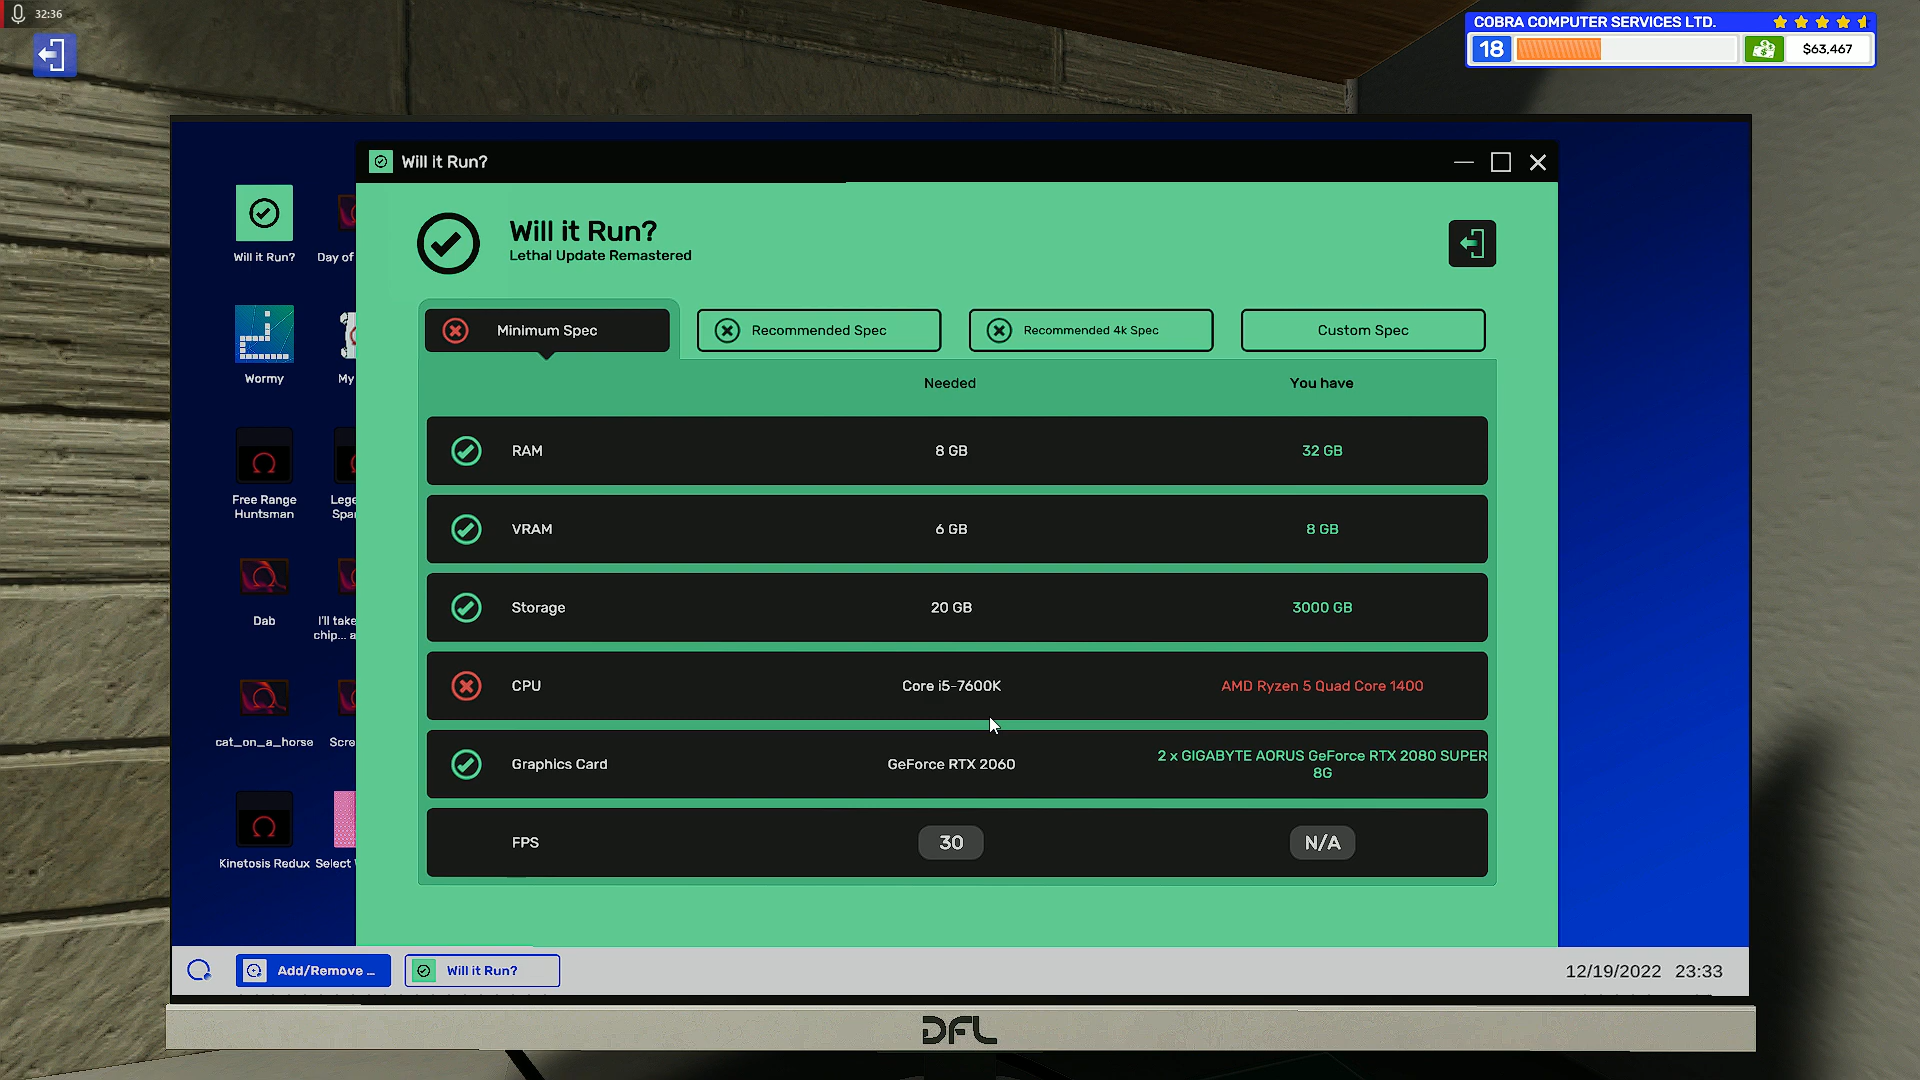 32:36
COBRA COMPUTER SERVICES LTD.
18
$63,467
Will it Run?
Will it Run?
Lethal Update Remastered
Minimum Spec
Recommended Spec
Recommended 4k Spec
Custom Spec
Needed
You have
RAM
8 GB
32 GB
VRAM
6 GB
8 GB
Storage
20 GB
3000 GB
CPU
Core i5-7600K
AMD Ryzen 5 Quad Core 1400
Graphics Card
GeForce RTX 2060
2 x GIGABYTE AORUS GeForce RTX 2080 SUPER
8G
FPS
30
N/A
Will it Run?
Day of
Wormy
My
Free Range
Huntsman
Lege
Spa
Dab
I'll take
chip... a
cat_on_a_horse
Scre
Kinetosis Redux
Select
Add/Remove ...
Will it Run?
12/19/2022 23:33
DFL